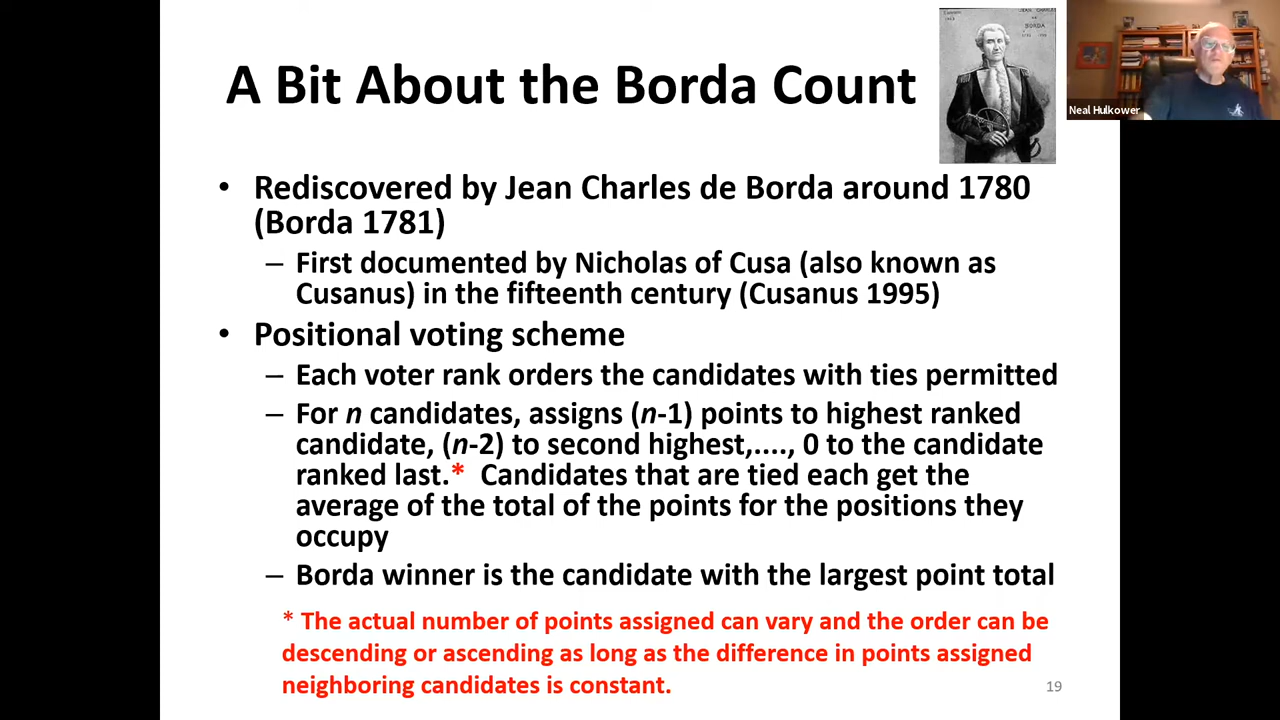 A Bit About the Borda Count
BORDA
Neal Hulkower
• Rediscovered by Jean Charles de Borda around 1780
(Borda 1781)
– First documented by Nicholas of Cusa (also known as
Cusanus) in the fifteenth century (Cusanus 1995)
• Positional voting scheme
– Each voter rank orders the candidates with ties permitted
– For n candidates, assigns (n-1) points to highest ranked
candidate, (n-2) to second highest,...., 0 to the candidate
ranked last.* Candidates that are tied each get the
average of the total of the points for the positions they
occupy
– Borda winner is the candidate with the largest point total
* The actual number of points assigned can vary and the order can be
descending or ascending as long as the difference in points assigned
neighboring candidates is constant.
19